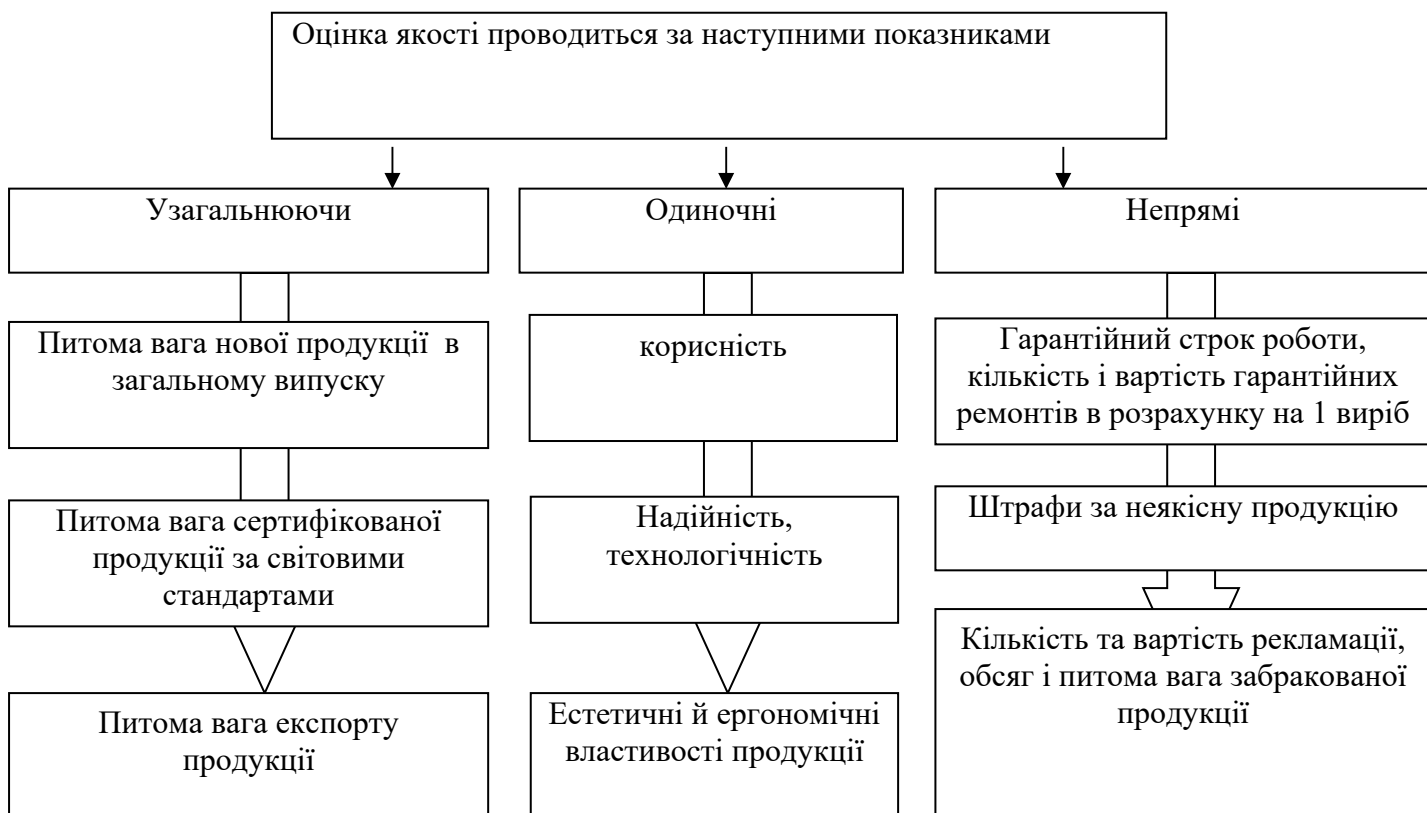 Оцінка якості проводиться за наступними показниками
Узагальнюючи
Одиночні
Непрямі
Питома вага нової продукції в
загальному випуску
корисність
Гарантійний строк роботи,
кількість і вартість гарантійних
ремонтів в розрахунку на 1 виріб
Питома вага сертифікованої
продукції за світовими
стандартами
Надійність,
технологічність
Штрафи за неякісну продукцію
Питома вага експорту
продукції
Естетичні й ергономічні
властивості продукції
Кількість та вартість рекламації,
обсяг і питома вага забракованої
продукції